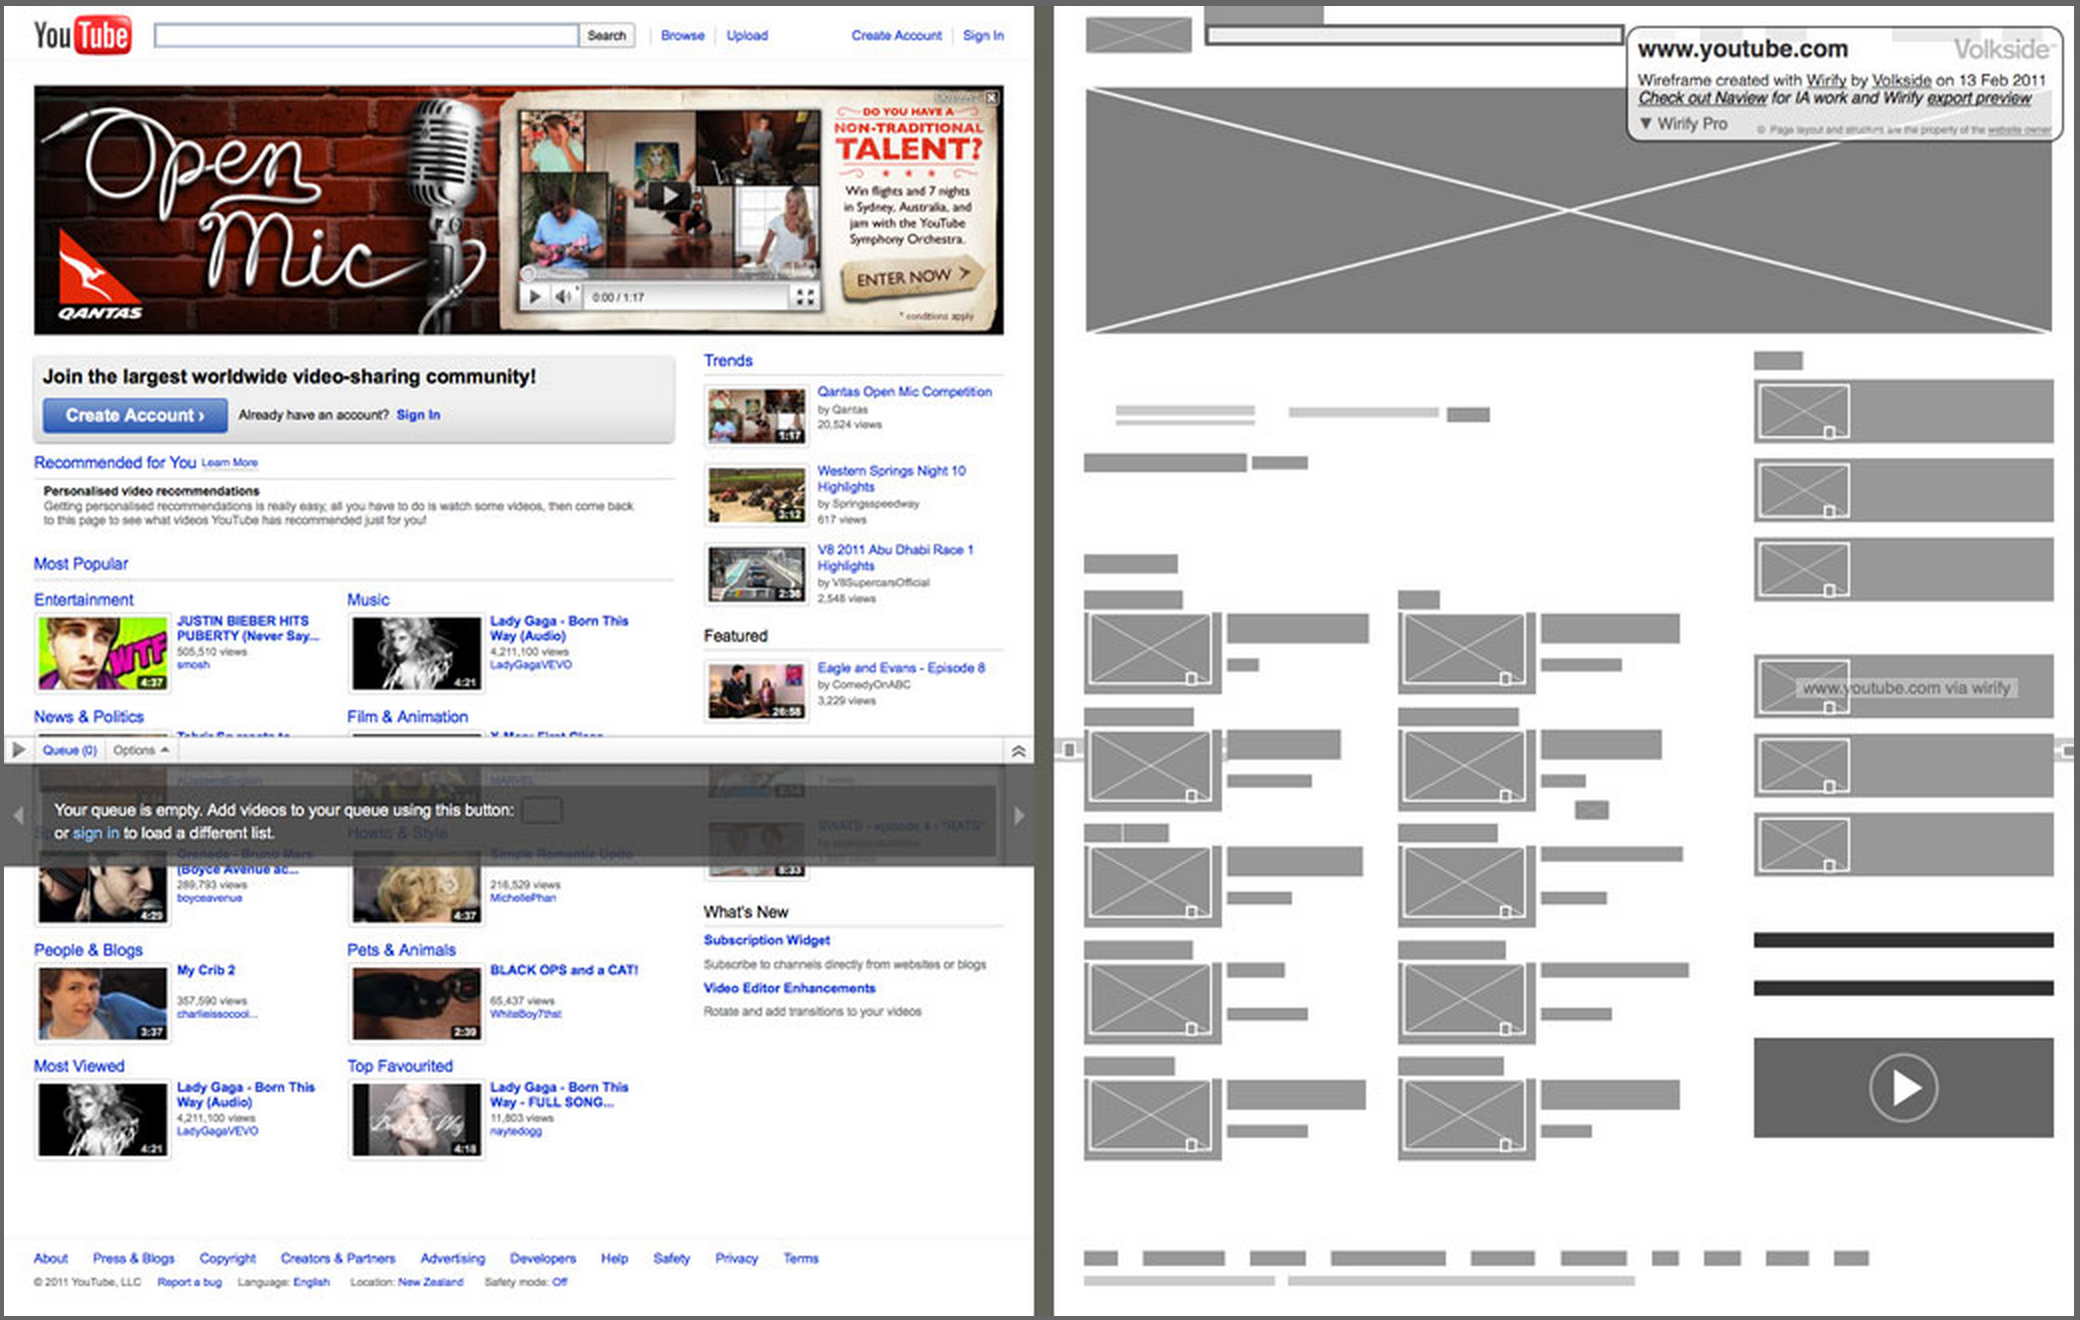 YouTube
Search
Browse
Upload
Create Account
Sign In
Open
Mic
QANTAS
0:00 / 1:17
DO YOU HAVE A
NON-TRADITIONAL
TALENT?
Win flights and 7 nights
in Sydney, Australia, and
jam with the YouTube
Symphony Orchestra.
ENTER NOW >
* conditions apply
Join the largest worldwide video-sharing community!
Create Account ›
Already have an account? Sign In
Recommended for You Learn More
Personalised video recommendations
Getting personalised recommendations is really easy, all you have to do is watch some videos, then come back
to this page to see what videos YouTube has recommended just for you!
Most Popular
Entertainment
JUSTIN BIEBER HITS
PUBERTY (Never Say...
505,510 views
smosh
WTF
4:37
Music
Lady Gaga - Born This
Way (Audio)
4,211,100 views
LadyGagaVEVO
4:21
News & Politics
Film & Animation
Queue (0)
Options
Your queue is empty. Add videos to your queue using this button:
or sign in to load a different list.
Howto & Style
Grenade - Bruno Mars
(Boyce Avenue ac...
289,793 views
boyceavenue
4:29
Simple Romantic Updo
216,529 views
MichellePhan
4:37
People & Blogs
My Crib 2
357,590 views
charlieissocool...
3:37
Pets & Animals
BLACK OPS and a CAT!
65,437 views
WhiteBoy7thst
2:39
Most Viewed
Lady Gaga - Born This
Way (Audio)
4,211,100 views
LadyGagaVEVO
4:21
Top Favourited
Lady Gaga - Born This
Way - FULL SONG...
11,803 views
naytedogg
4:18
Trends
Qantas Open Mic Competition
by Qantas
20,524 views
1:17
Western Springs Night 10
Highlights
by Springsspeedway
617 views
3:12
V8 2011 Abu Dhabi Race 1
Highlights
by V8SupercarsOfficial
2,548 views
2:36
Featured
Eagle and Evans - Episode 8
by ComedyOnABC
3,229 views
26:58
SWATS - episode 4 - "RATS"
8:33
What's New
Subscription Widget
Subscribe to channels directly from websites or blogs
Video Editor Enhancements
Rotate and add transitions to your videos
About
Press & Blogs
Copyright
Creators & Partners
Advertising
Developers
Help
Safety
Privacy
Terms
© 2011 YouTube, LLC Report a bug Language: English Location: New Zealand Safety mode: Off
www.youtube.com
Volkside
Wireframe created with Wirify by Volkside on 13 Feb 2011
Check out Naview for IA work and Wirify export preview
▼ Wirify Pro
© Page layout and structure are the property of the website owner
www.youtube.com via wirify